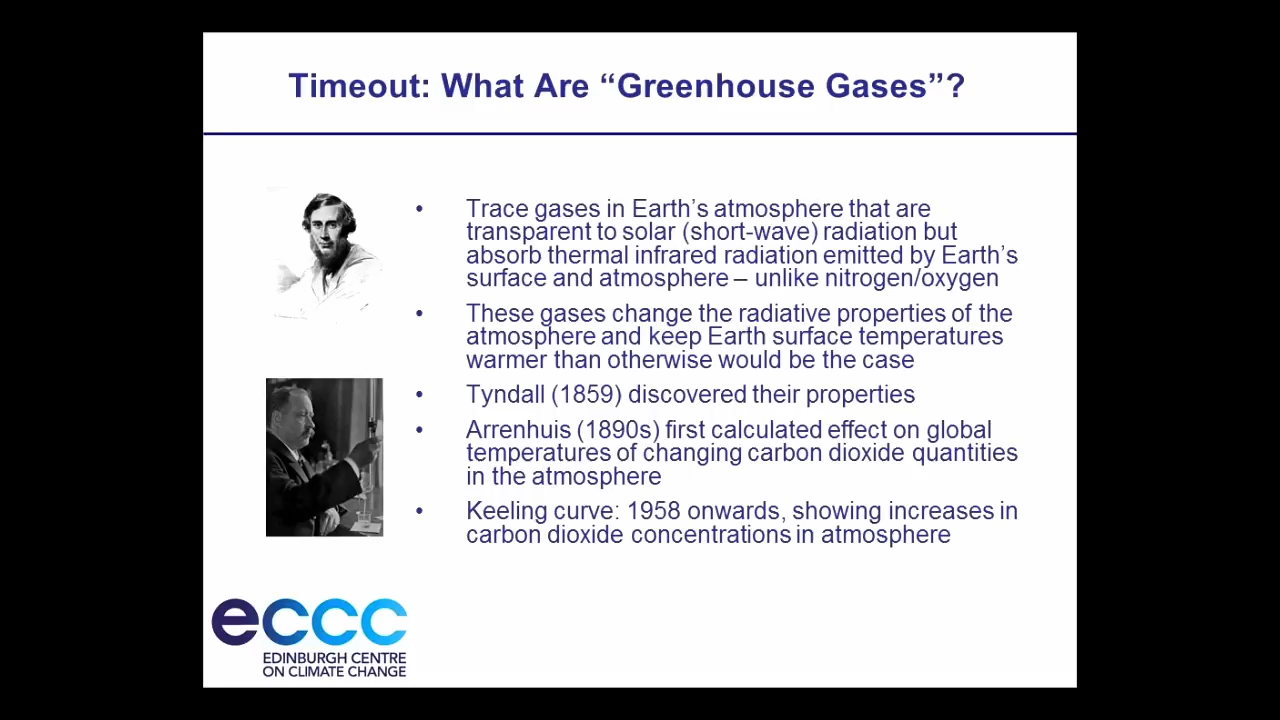 Timeout: What Are “Greenhouse Gases”?
• Trace gases in Earth’s atmosphere that are
transparent to solar (short-wave) radiation but
absorb thermal infrared radiation emitted by Earth’s
surface and atmosphere – unlike nitrogen/oxygen
• These gases change the radiative properties of the
atmosphere and keep Earth surface temperatures
warmer than otherwise would be the case
• Tyndall (1859) discovered their properties
• Arrenhuis (1890s) first calculated effect on global
temperatures of changing carbon dioxide quantities
in the atmosphere
• Keeling curve: 1958 onwards, showing increases in
carbon dioxide concentrations in atmosphere
eccc
EDINBURGH CENTRE
ON CLIMATE CHANGE